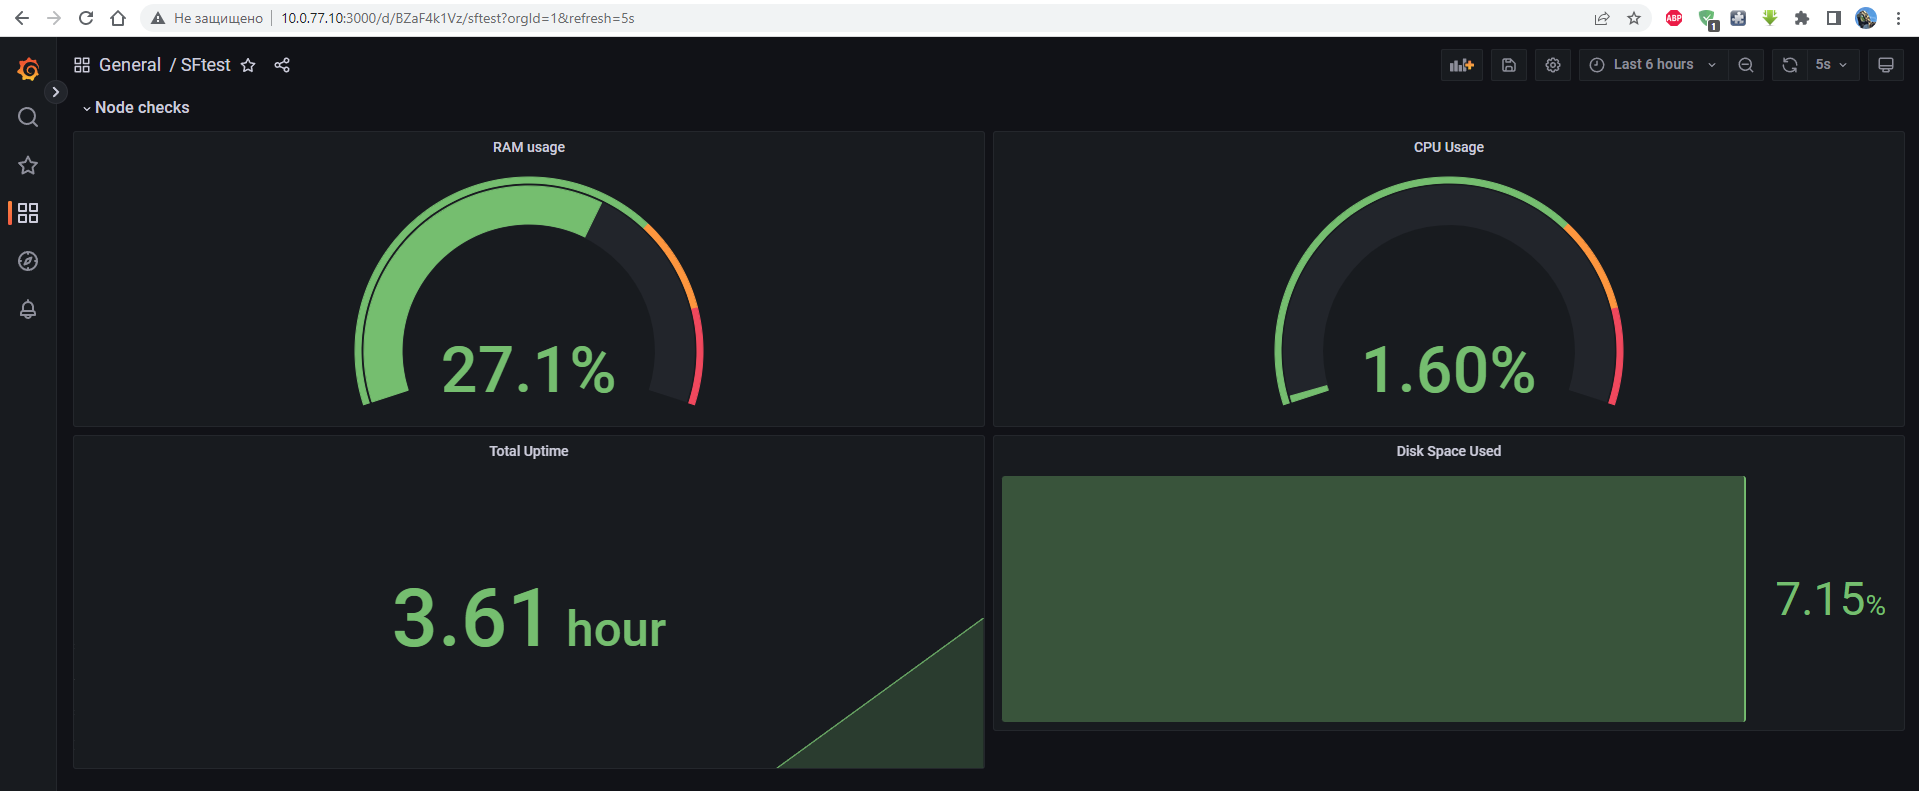 Не защищено 10.0.77.10:3000/d/BZaF4k1Vz/sftest?orgId=1&refresh=5s
ABP
1
General / SFtest
Last 6 hours
5s
Node checks
RAM usage
27.1%
CPU Usage
1.60%
Total Uptime
3.61 hour
Disk Space Used
7.15%